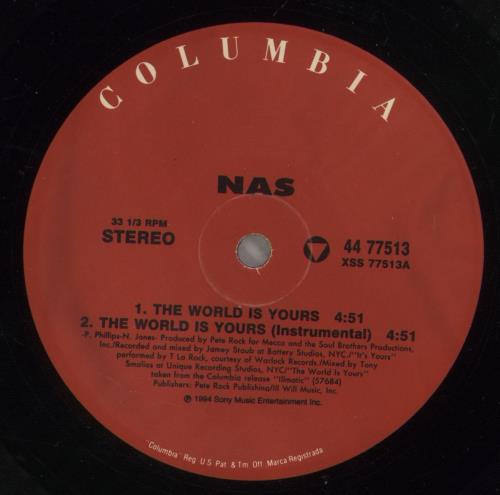 COLUMBIA
NAS
33 1/3 RPM
STEREO
44 77513
XSS 77513A
1. THE WORLD IS YOURS 4:51
2. THE WORLD IS YOURS (Instrumental) 4:51
-P. Phillips-N. Jones- Produced by Pete Rock for Mecca and the Soul Brothers Productions,
Inc./Recorded and mixed by Jamey Staub at Battery Studios, NYC./"It's Yours"
performed by T La Rock, courtesy of Warlock Records./Mixed by Tony
Smalios at Unique Recording Studios, NYC/"The World Is Yours"
taken from the Columbia release "Illmatic" (57684)
Publishers: Pete Rock Publishing/Ill Will Music, Inc.
℗ 1994 Sony Music Entertainment Inc.
"Columbia" Reg. U.S. Pat. & Tm. Off. Marca Registrada